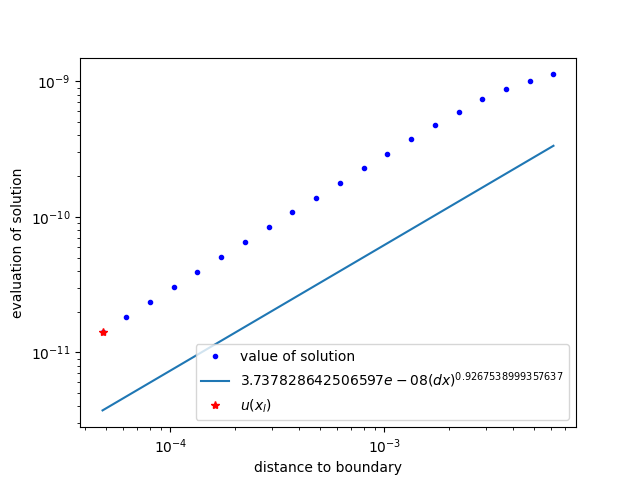 10⁻⁹
10⁻¹⁰
10⁻¹¹
evaluation of solution
value of solution
3.737828642506597e − 08(dx)^0.9267538999357637
u(x_l)
10⁻⁴
10⁻³
distance to boundary